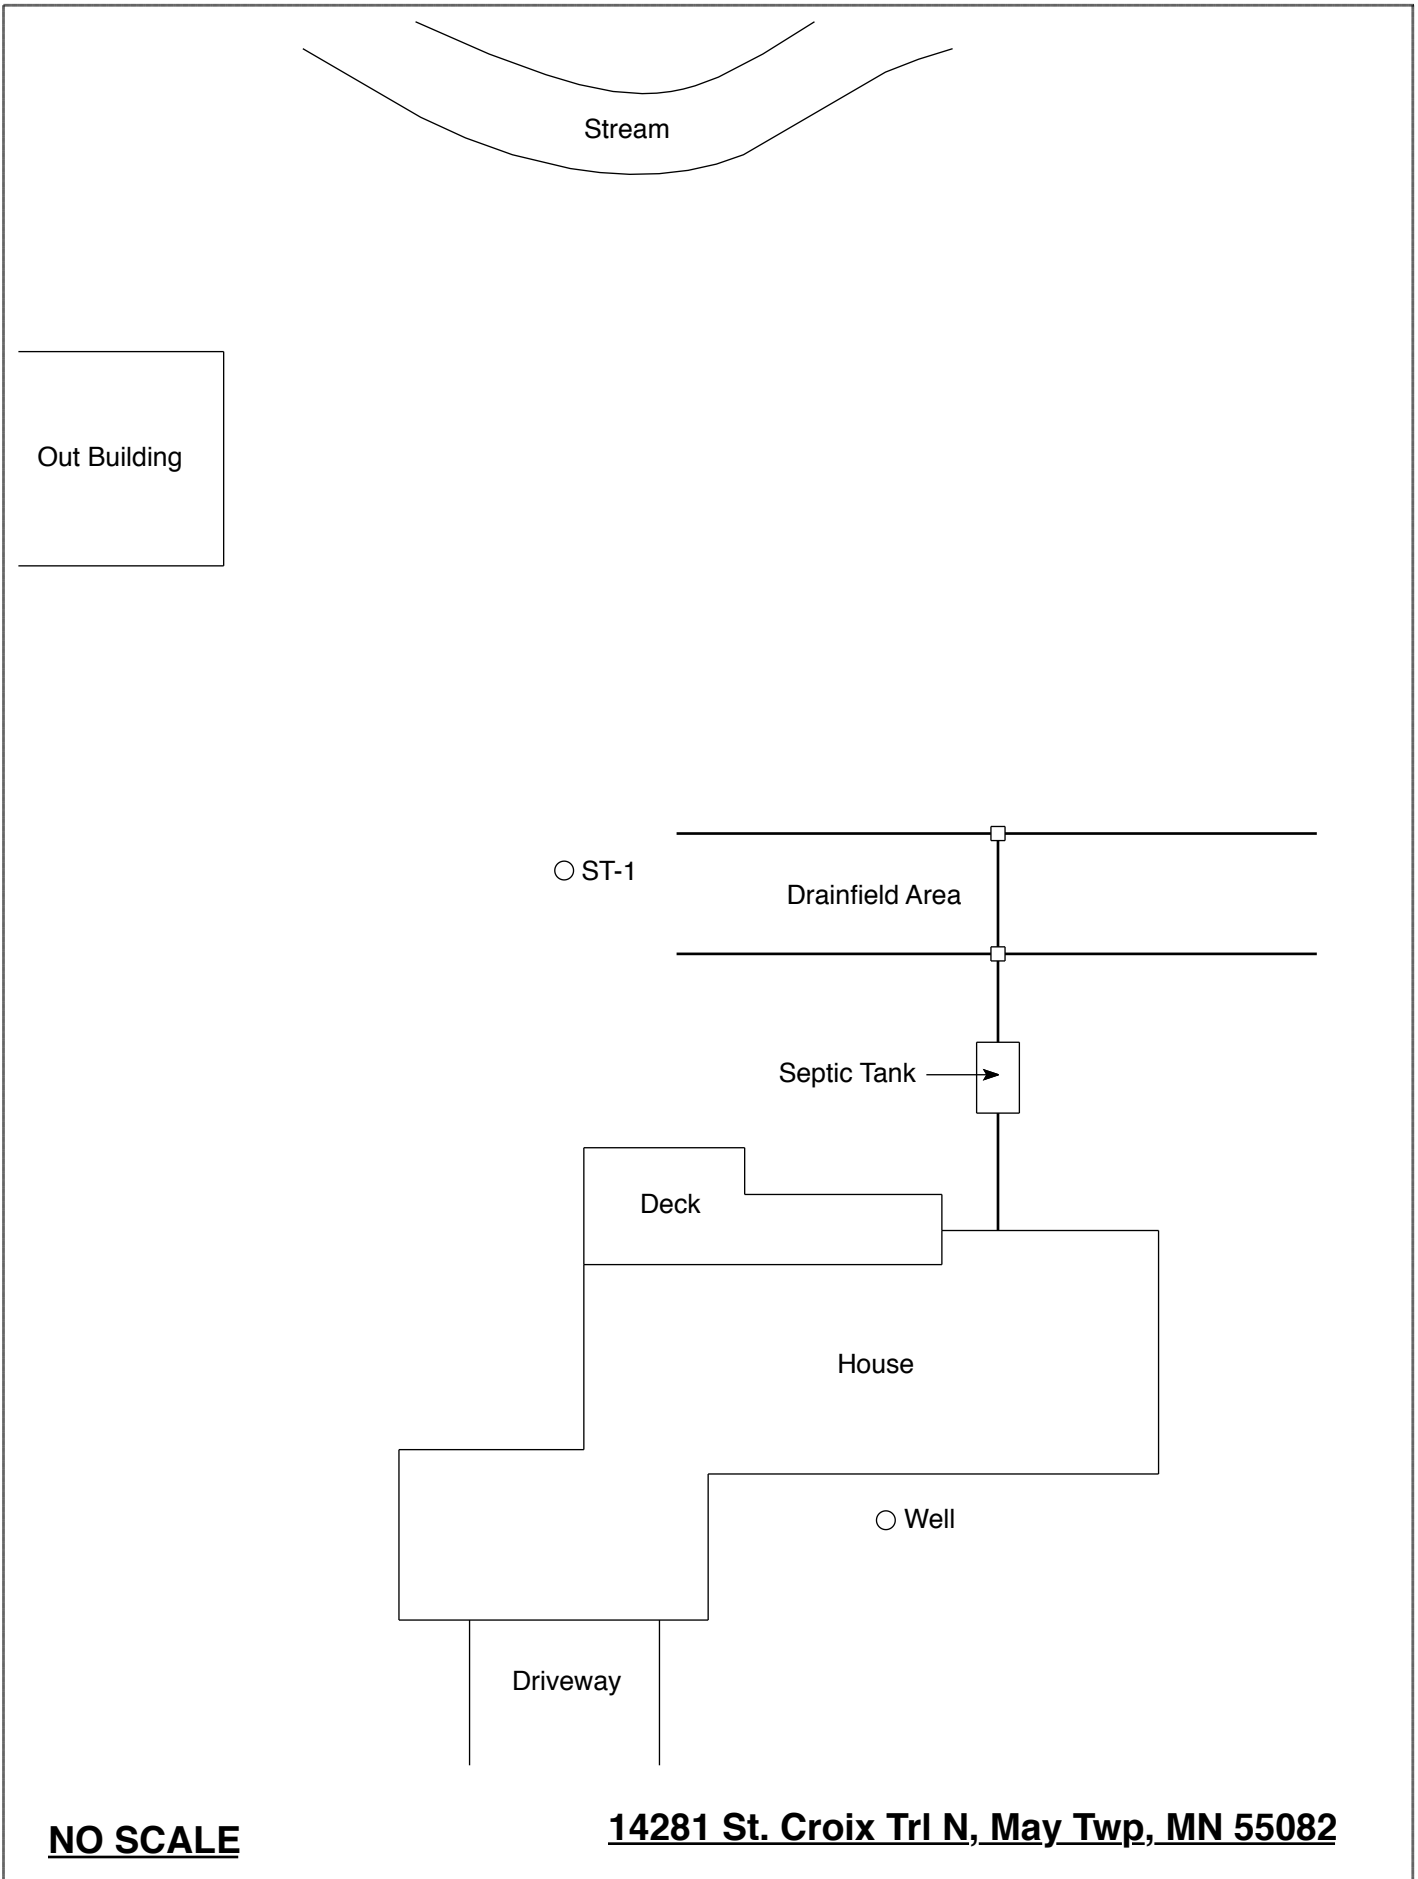 Stream
Out Building
ST-1
Drainfield Area
Septic Tank
Deck
House
Well
Driveway
NO SCALE
14281 St. Croix Trl N, May Twp, MN 55082